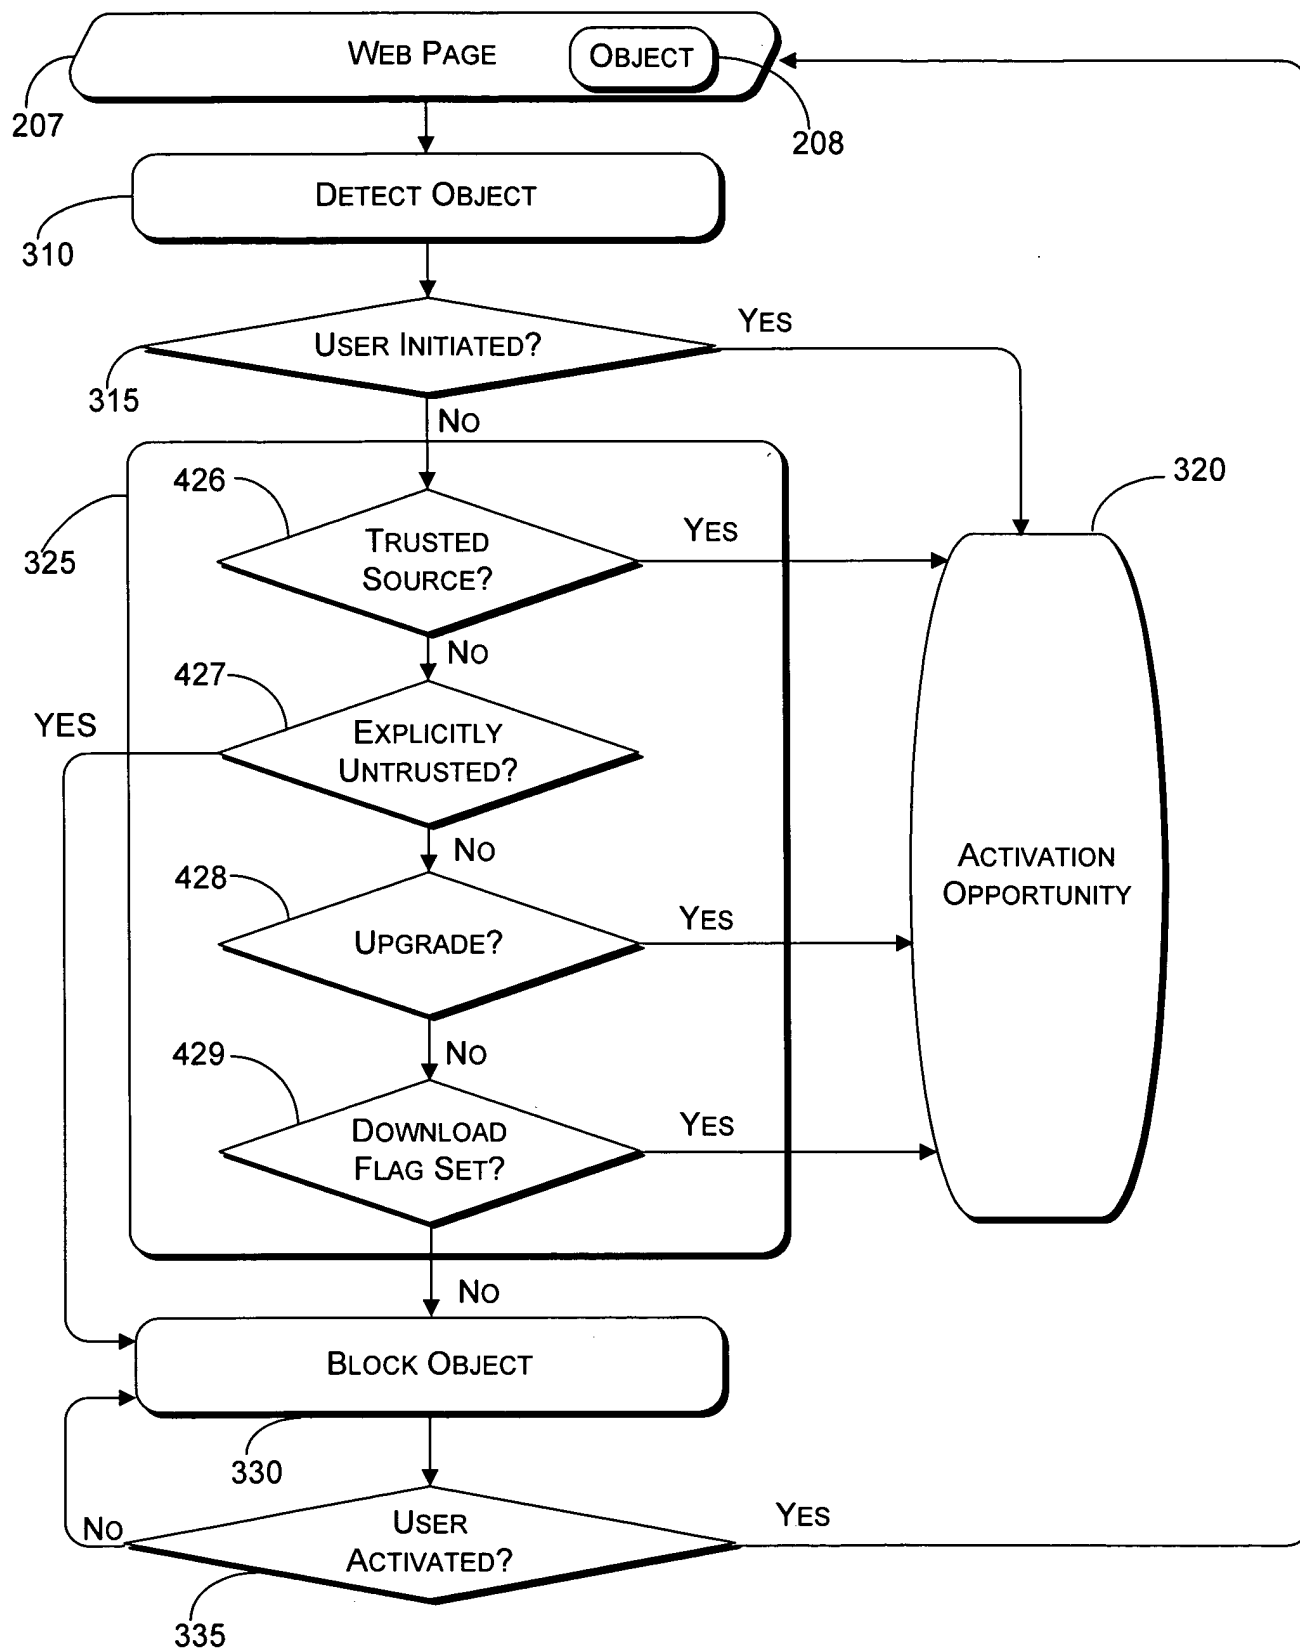 WEB PAGE
OBJECT
207
208
DETECT OBJECT
310
USER INITIATED?
YES
315
NO
426
320
TRUSTED
SOURCE?
YES
325
NO
427
YES
EXPLICITLY
UNTRUSTED?
NO
428
UPGRADE?
YES
ACTIVATION
OPPORTUNITY
NO
429
DOWNLOAD
FLAG SET?
YES
NO
BLOCK OBJECT
330
NO
USER
ACTIVATED?
YES
335